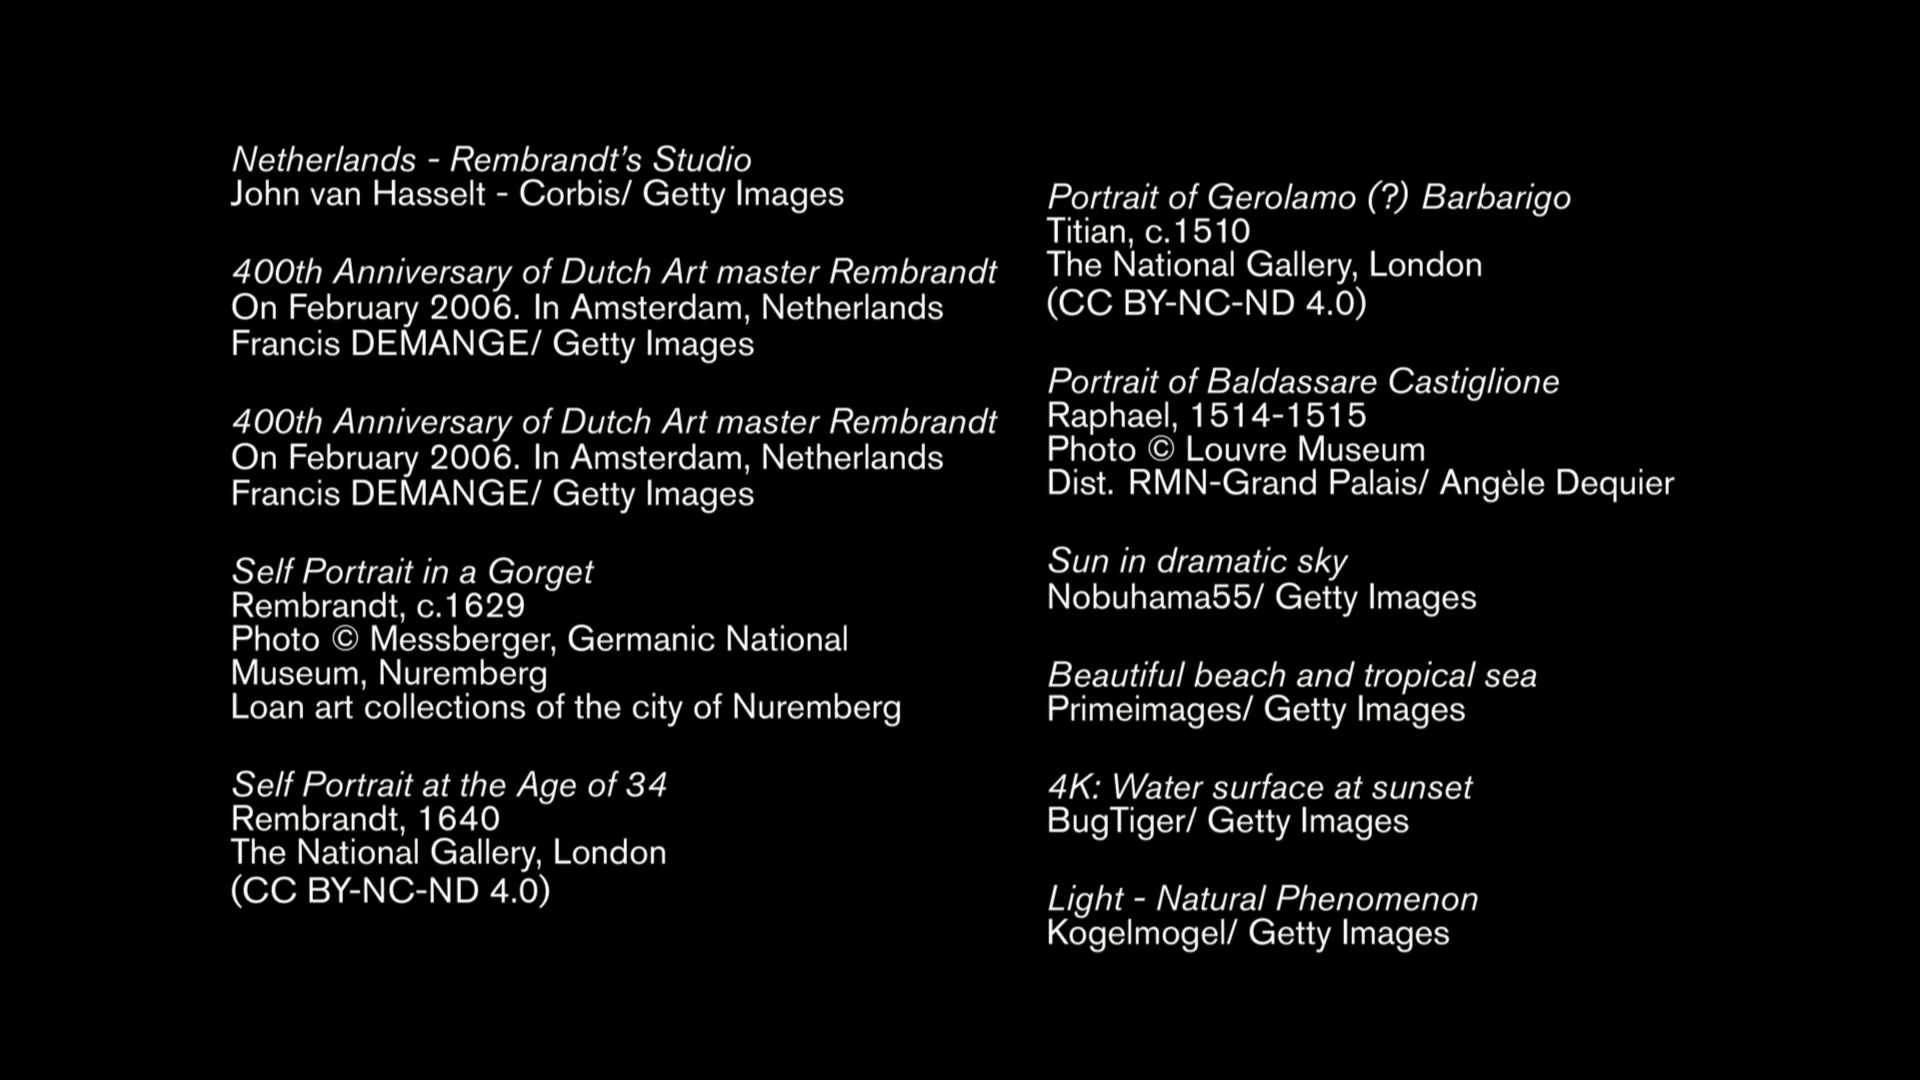 Netherlands - Rembrandt’s Studio
John van Hasselt - Corbis/ Getty Images
400th Anniversary of Dutch Art master Rembrandt
On February 2006. In Amsterdam, Netherlands
Francis DEMANGE/ Getty Images
400th Anniversary of Dutch Art master Rembrandt
On February 2006. In Amsterdam, Netherlands
Francis DEMANGE/ Getty Images
Self Portrait in a Gorget
Rembrandt, c.1629
Photo © Messberger, Germanic National
Museum, Nuremberg
Loan art collections of the city of Nuremberg
Self Portrait at the Age of 34
Rembrandt, 1640
The National Gallery, London
(CC BY-NC-ND 4.0)
Portrait of Gerolamo (?) Barbarigo
Titian, c.1510
The National Gallery, London
(CC BY-NC-ND 4.0)
Portrait of Baldassare Castiglione
Raphael, 1514-1515
Photo © Louvre Museum
Dist. RMN-Grand Palais/ Angèle Dequier
Sun in dramatic sky
Nobuhama55/ Getty Images
Beautiful beach and tropical sea
Primeimages/ Getty Images
4K: Water surface at sunset
BugTiger/ Getty Images
Light - Natural Phenomenon
Kogelmogel/ Getty Images